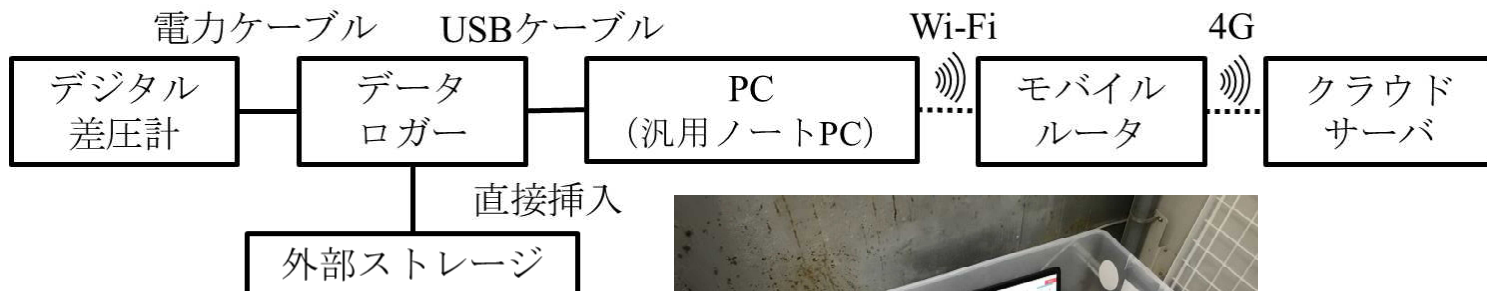 電力ケーブル USBケーブル Wi-Fi 4G
デジタル
差圧計
データ
ロガー
PC
(汎用ノートPC)
モバイル
ルータ
クラウド
サーバ
直接挿入
外部ストレージ